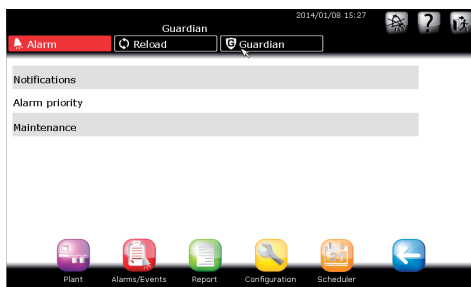 2014/01/08 15:27
Guardian
Alarm Reload Guardian
Notifications
Alarm priority
Maintenance
Plant Alarms/Events Report Configuration Scheduler